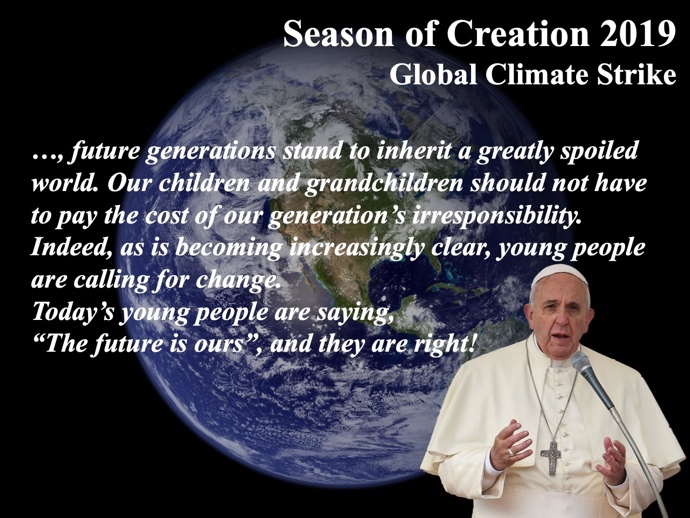 Season of Creation 2019
Global Climate Strike
…, future generations stand to inherit a greatly spoiled
world. Our children and grandchildren should not have
to pay the cost of our generation’s irresponsibility.
Indeed, as is becoming increasingly clear, young people
are calling for change.
Today’s young people are saying,
“The future is ours”, and they are right!